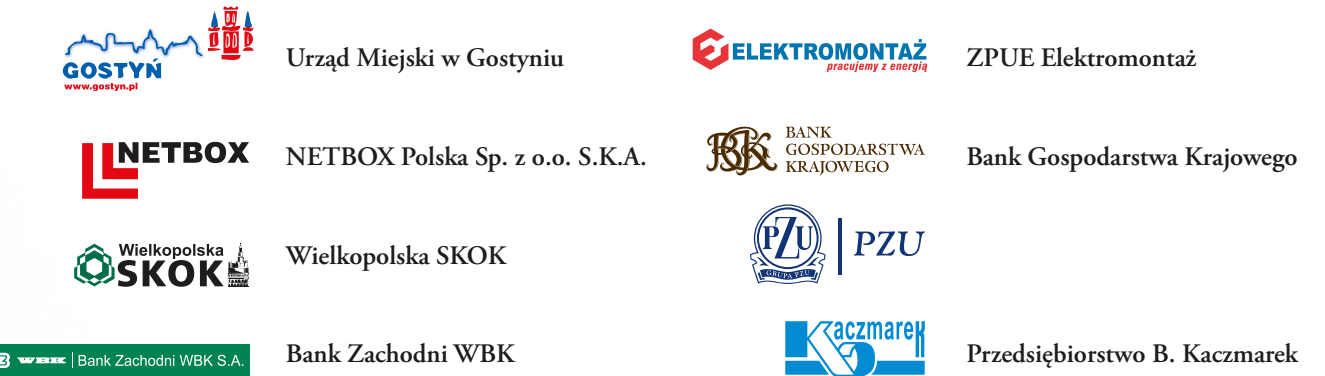 GOSTYŃ
www.gostyn.pl
Urząd Miejski w Gostyniu
ELEKTROMONTAŻ
pracujemy z energią
ZPUE Elektromontaż
NETBOX
NETBOX Polska Sp. z o.o. S.K.A.
BGK
BANK
GOSPODARSTWA
KRAJOWEGO
Bank Gospodarstwa Krajowego
Wielkopolska
SKOK
Wielkopolska SKOK
PZU
GRUPA PZU
PZU
WBK | Bank Zachodni WBK S.A.
Bank Zachodni WBK
Kaczmarek
Przedsiębiorstwo B. Kaczmarek